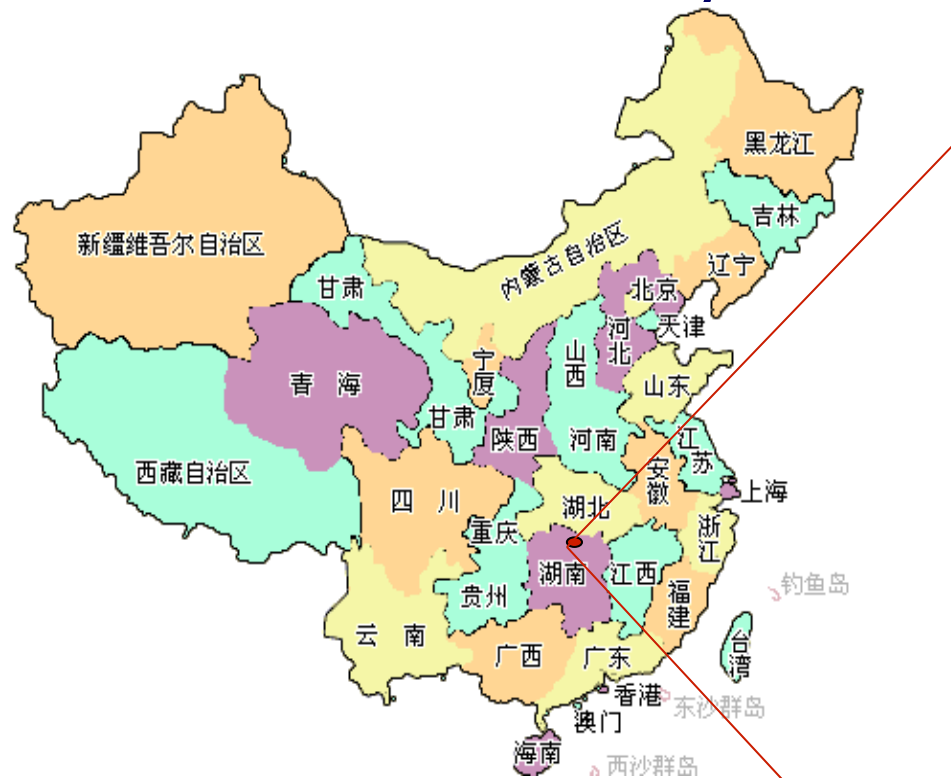 黑龙江
吉林
新疆维吾尔自治区
内蒙古自治区
辽宁
甘肃
北京
天津
河北
山西
宁厦
青 海
山东
甘肃
陕西
河南
江苏
西藏自治区
安徽
四 川
上海
湖北
重庆
浙江
湖南
江西
钓鱼岛
贵州
福建
云 南
台湾
广西
广东
香港
东沙群岛
澳门
海南
西沙群岛